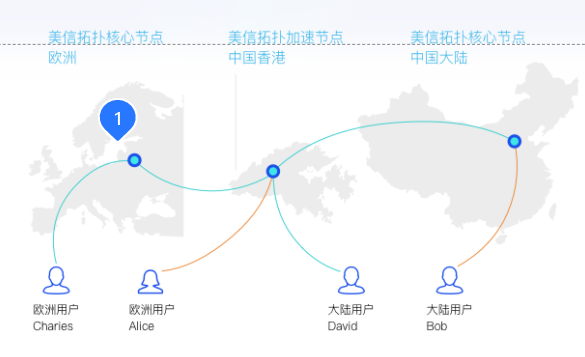 美信拓扑核心节点
欧洲
美信拓扑加速节点
中国香港
美信拓扑核心节点
中国大陆
1
欧洲用户
Charies
欧洲用户
Alice
大陆用户
David
大陆用户
Bob